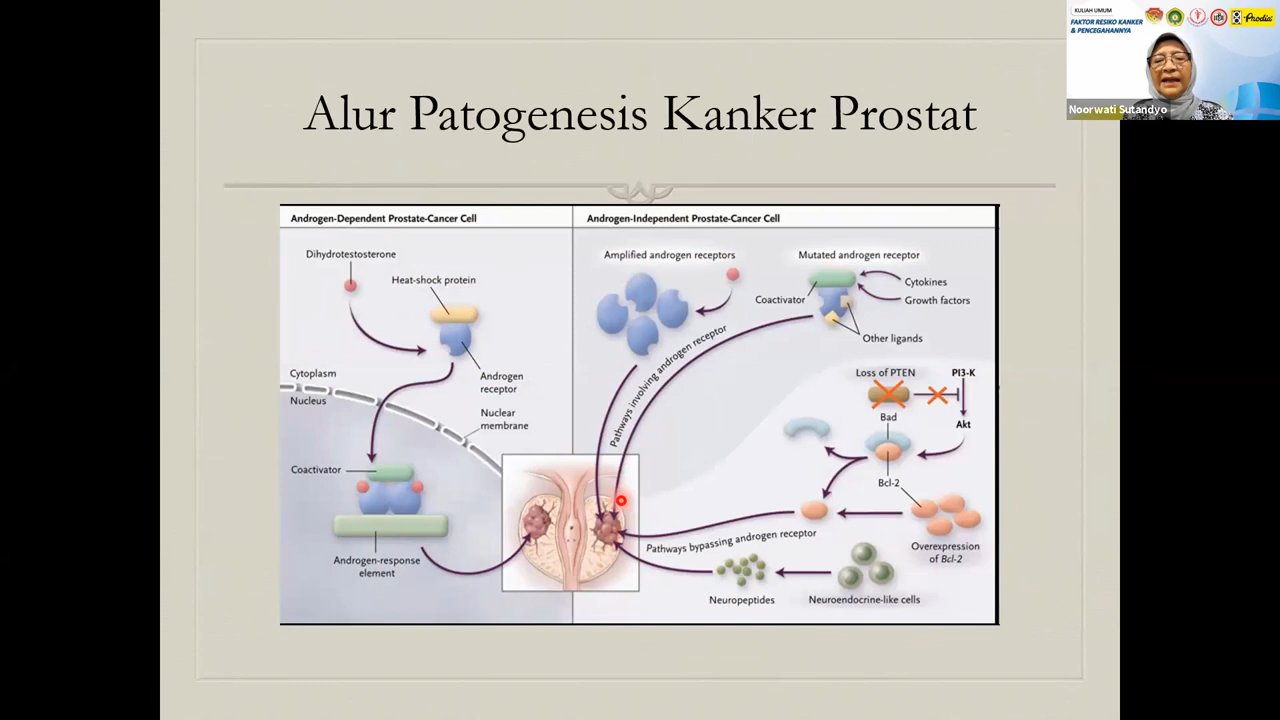 KULIAH UMUM
FAKTOR RESIKO KANKER
& PENCEGAHANNYA
Prodia
Noorwati Sutandyo
Alur Patogenesis Kanker Prostat
Androgen-Dependent Prostate-Cancer Cell
Dihydrotestosterone
Heat-shock protein
Androgen
receptor
Cytoplasm
Nucleus
Nuclear
membrane
Coactivator
Androgen-response
element
Androgen-Independent Prostate-Cancer Cell
Amplified androgen receptors
Mutated androgen receptor
Coactivator
Cytokines
Growth factors
Other ligands
Pathways involving androgen receptor
Loss of PTEN
PI3-K
Bad
Akt
Bcl-2
Pathways bypassing androgen receptor
Overexpression
of Bcl-2
Neuropeptides
Neuroendocrine-like cells